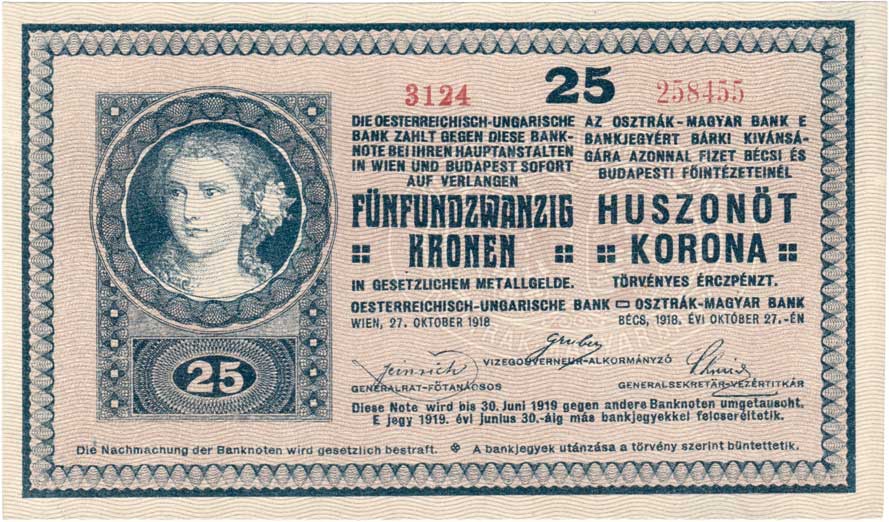 3124 25 258455
DIE OESTERREICHISCH-UNGARISCHE
BANK ZAHLT GEGEN DIESE BANK-
NOTE BEI IHREN HAUPTANSTALTEN
IN WIEN UND BUDAPEST SOFORT
AUF VERLANGEN
FÜNFUNDZWANZIG
KRONEN
IN GESETZLICHEM METALLGELDE.
OESTERREICHISCH-UNGARISCHE BANK
WIEN, 27. OKTOBER 1918
AZ OSZTRÁK-MAGYAR BANK E
BANKJEGYÉRT BÁRKI KIVÁNSÁ-
GÁRA AZONNAL FIZET BÉCSI ÉS
BUDAPESTI FŐINTÉZETEINÉL
HUSZONÖT
KORONA
TÖRVÉNYES ÉRCZPÉNZT.
OSZTRÁK-MAGYAR BANK
BÉCS, 1918. ÉVI OKTÓBER 27.-ÉN
Gruber
VIZEGOUVERNEUR-ALKORMÁNYZÓ
GENERALRAT-FŐTANÁCSOS
GENERALSEKRETÄR-VEZÉRTITKÁR
Diese Note wird bis 30. Juni 1919 gegen andere Banknoten umgetauscht.
E jegy 1919. évi junius 30.-áig más bankjegyekkel felcseréltetik.
25
Die Nachmachung der Banknoten wird gesetzlich bestraft. A bankjegyek utánzása a törvény szerint büntettetik.